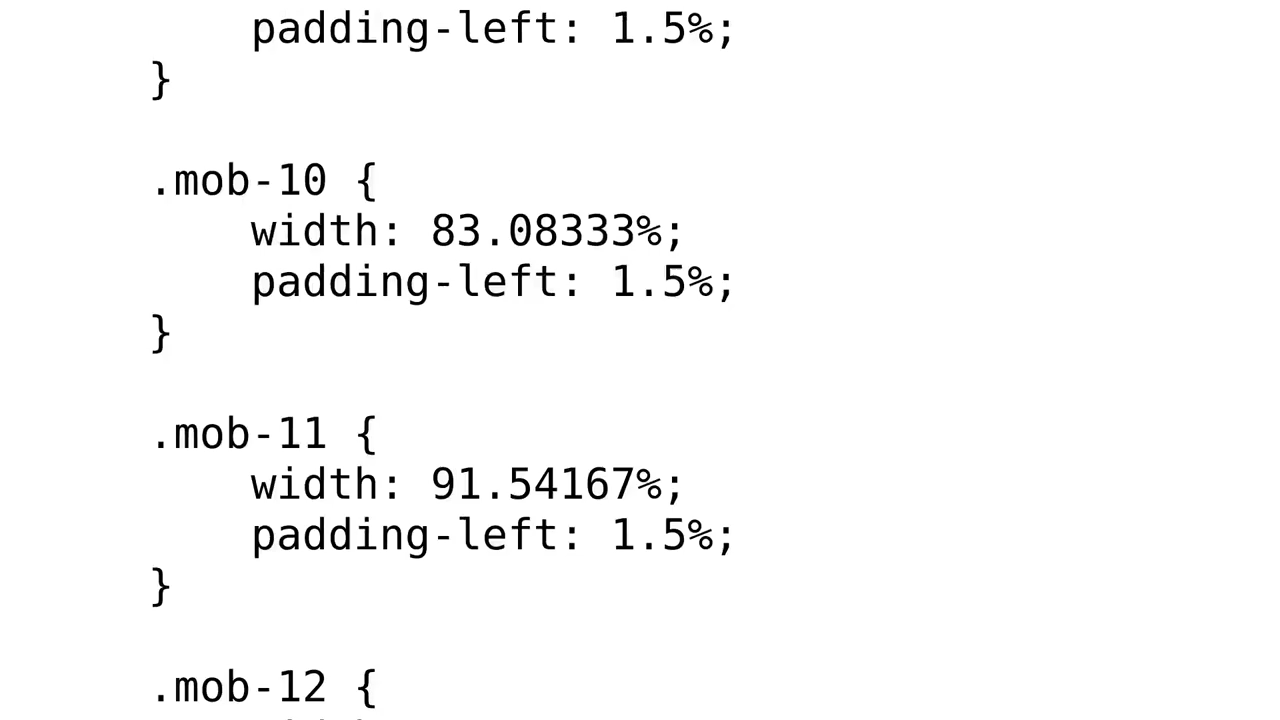 padding-left: 1.5%;
}
.mob-10 {
width: 83.08333%;
padding-left: 1.5%;
}
.mob-11 {
width: 91.54167%;
padding-left: 1.5%;
}
.mob-12 {